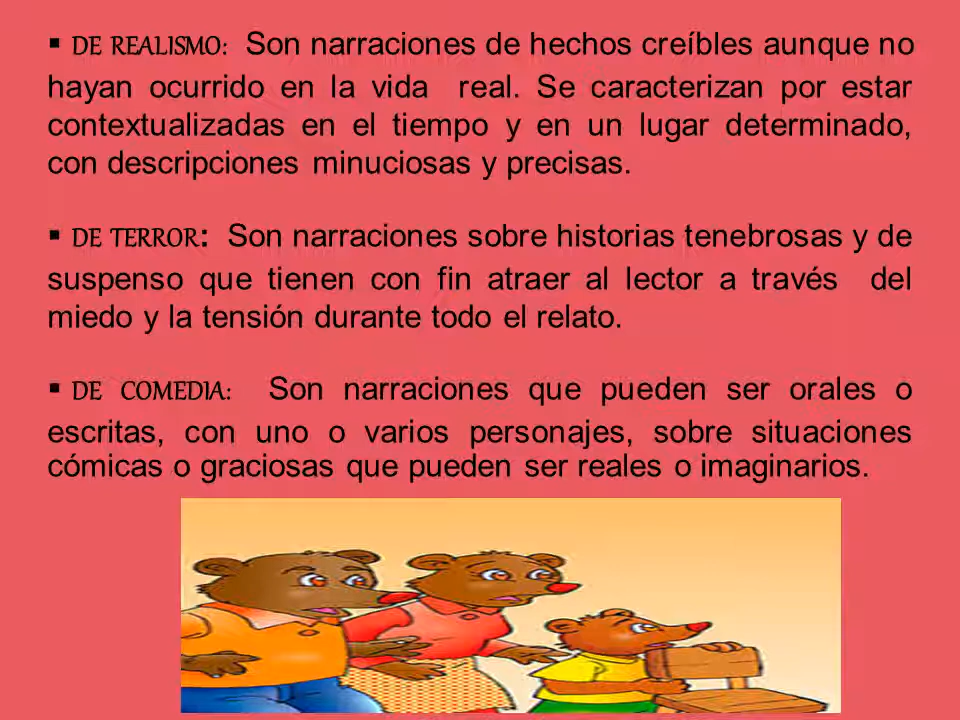 ▪ DE REALISMO: Son narraciones de hechos creíbles aunque no
hayan ocurrido en la vida real. Se caracterizan por estar
contextualizadas en el tiempo y en un lugar determinado,
con descripciones minuciosas y precisas.
▪ DE TERROR: Son narraciones sobre historias tenebrosas y de
suspenso que tienen con fin atraer al lector a través del
miedo y la tensión durante todo el relato.
▪ DE COMEDIA: Son narraciones que pueden ser orales o
escritas, con uno o varios personajes, sobre situaciones
cómicas o graciosas que pueden ser reales o imaginarios.